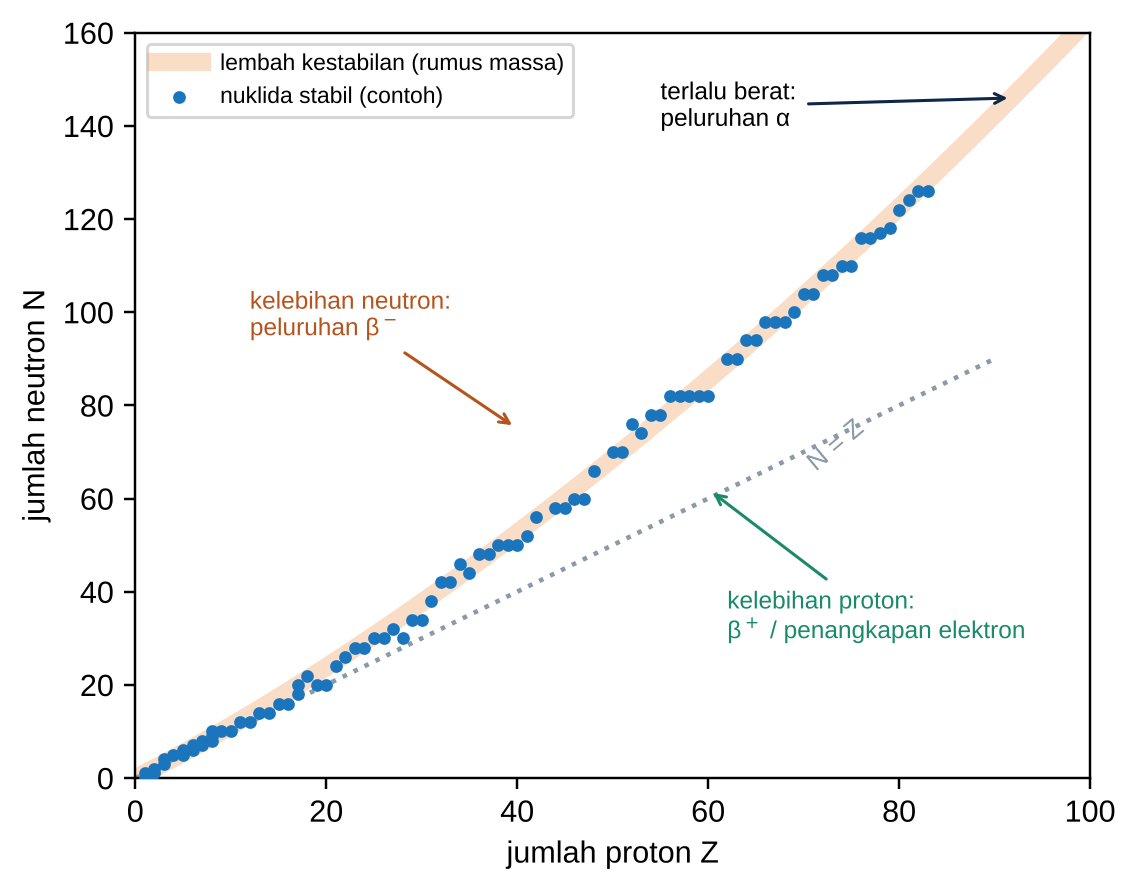 lembah kestabilan (rumus massa)
nuklida stabil (contoh)
terlalu berat:
peluruhan α
kelebihan neutron:
peluruhan β⁻
N = Z
kelebihan proton:
β⁺ / penangkapan elektron
160
140
120
100
80
60
40
20
0
jumlah neutron N
0 20 40 60 80 100
jumlah proton Z